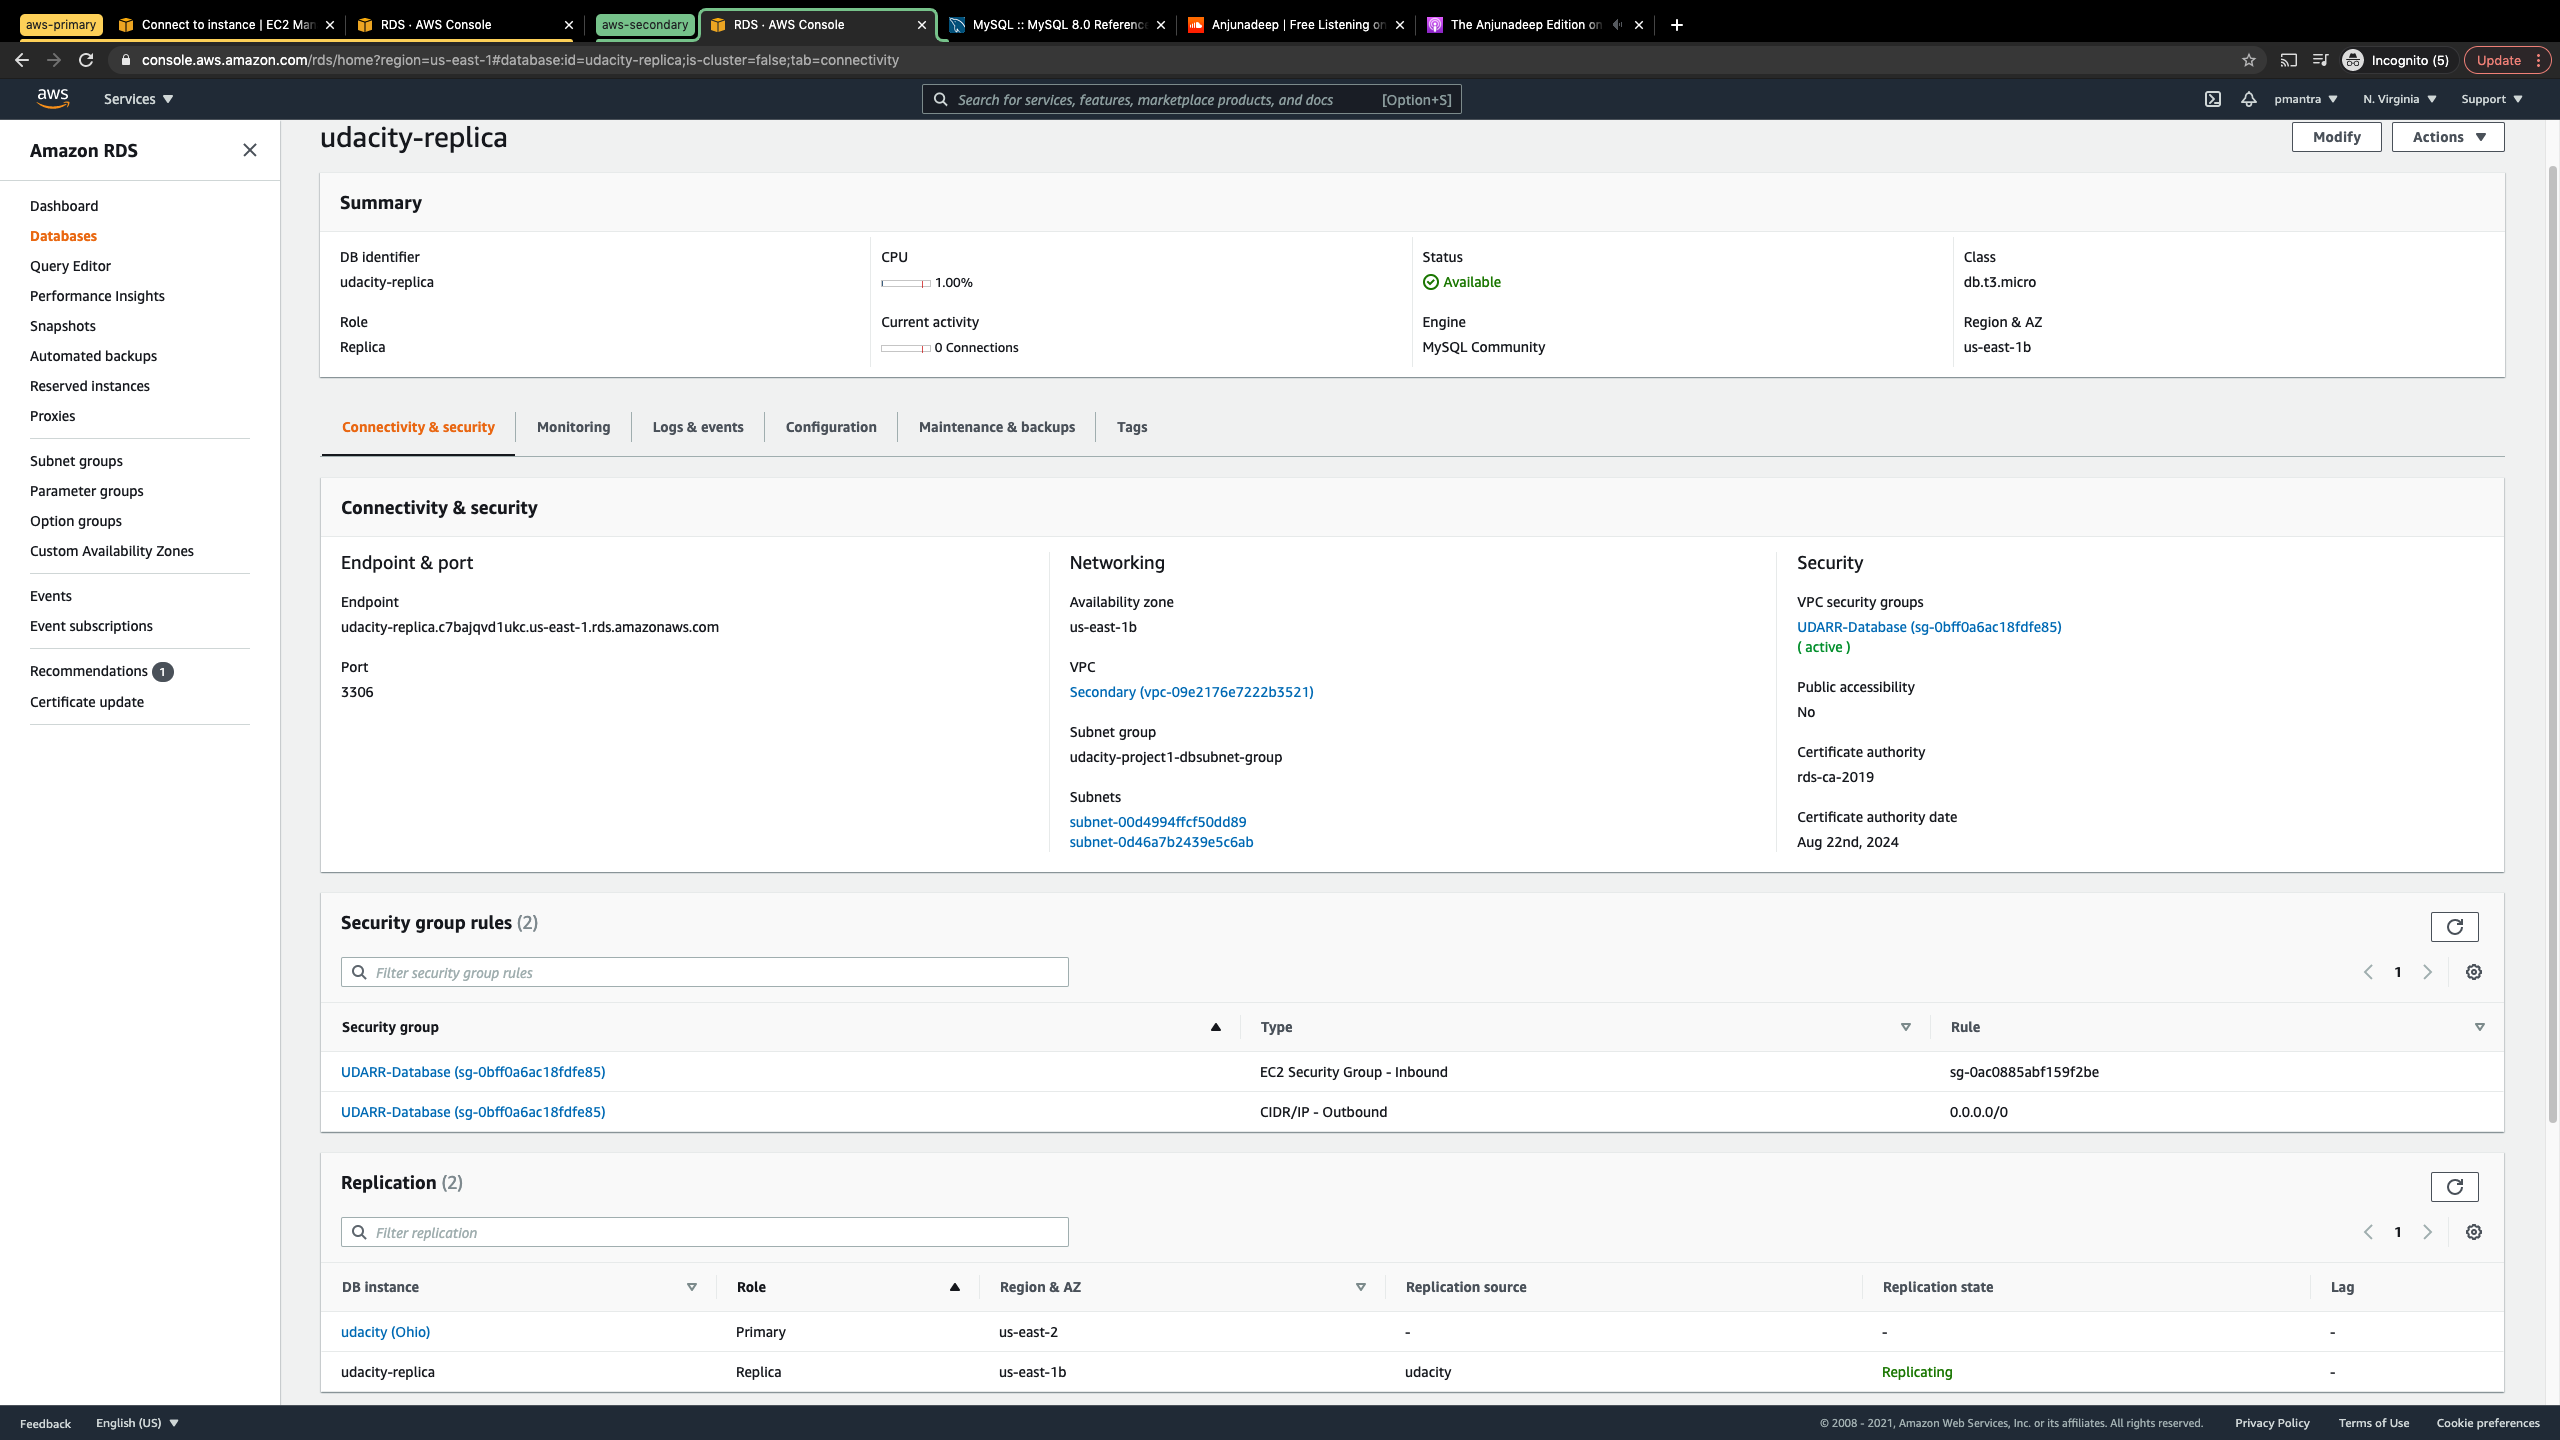 aws-primary
Connect to instance | EC2 Man
RDS · AWS Console
aws-secondary
RDS · AWS Console
MySQL :: MySQL 8.0 Referenc
Anjunadeep | Free Listening on
The Anjunadeep Edition on
console.aws.amazon.com/rds/home?region=us-east-1#database:id=udacity-replica;is-cluster=false;tab=connectivity
Incognito (5)
Update
aws
Services
Search for services, features, marketplace products, and docs
[Option+S]
pmantra
N. Virginia
Support
Amazon RDS
Dashboard
Databases
Query Editor
Performance Insights
Snapshots
Automated backups
Reserved instances
Proxies
Subnet groups
Parameter groups
Option groups
Custom Availability Zones
Events
Event subscriptions
Recommendations 1
Certificate update
udacity-replica
Modify
Actions
Summary
DB identifier
udacity-replica
CPU
1.00%
Status
Available
Class
db.t3.micro
Role
Replica
Current activity
0 Connections
Engine
MySQL Community
Region & AZ
us-east-1b
Connectivity & security
Monitoring
Logs & events
Configuration
Maintenance & backups
Tags
Connectivity & security
Endpoint & port
Endpoint
udacity-replica.c7bajqvd1ukc.us-east-1.rds.amazonaws.com
Port
3306
Networking
Availability zone
us-east-1b
VPC
Secondary (vpc-09e2176e7222b3521)
Subnet group
udacity-project1-dbsubnet-group
Subnets
subnet-00d4994ffcf50dd89
subnet-0d46a7b2439e5c6ab
Security
VPC security groups
UDARR-Database (sg-0bff0a6ac18fdfe85)
( active )
Public accessibility
No
Certificate authority
rds-ca-2019
Certificate authority date
Aug 22nd, 2024
Security group rules (2)
Filter security group rules
1
Security group
Type
Rule
UDARR-Database (sg-0bff0a6ac18fdfe85)
EC2 Security Group - Inbound
sg-0ac0885abf159f2be
UDARR-Database (sg-0bff0a6ac18fdfe85)
CIDR/IP - Outbound
0.0.0.0/0
Replication (2)
Filter replication
1
DB instance
Role
Region & AZ
Replication source
Replication state
Lag
udacity (Ohio)
Primary
us-east-2
-
-
-
udacity-replica
Replica
us-east-1b
udacity
Replicating
-
Feedback
English (US)
© 2008 - 2021, Amazon Web Services, Inc. or its affiliates. All rights reserved.
Privacy Policy
Terms of Use
Cookie preferences